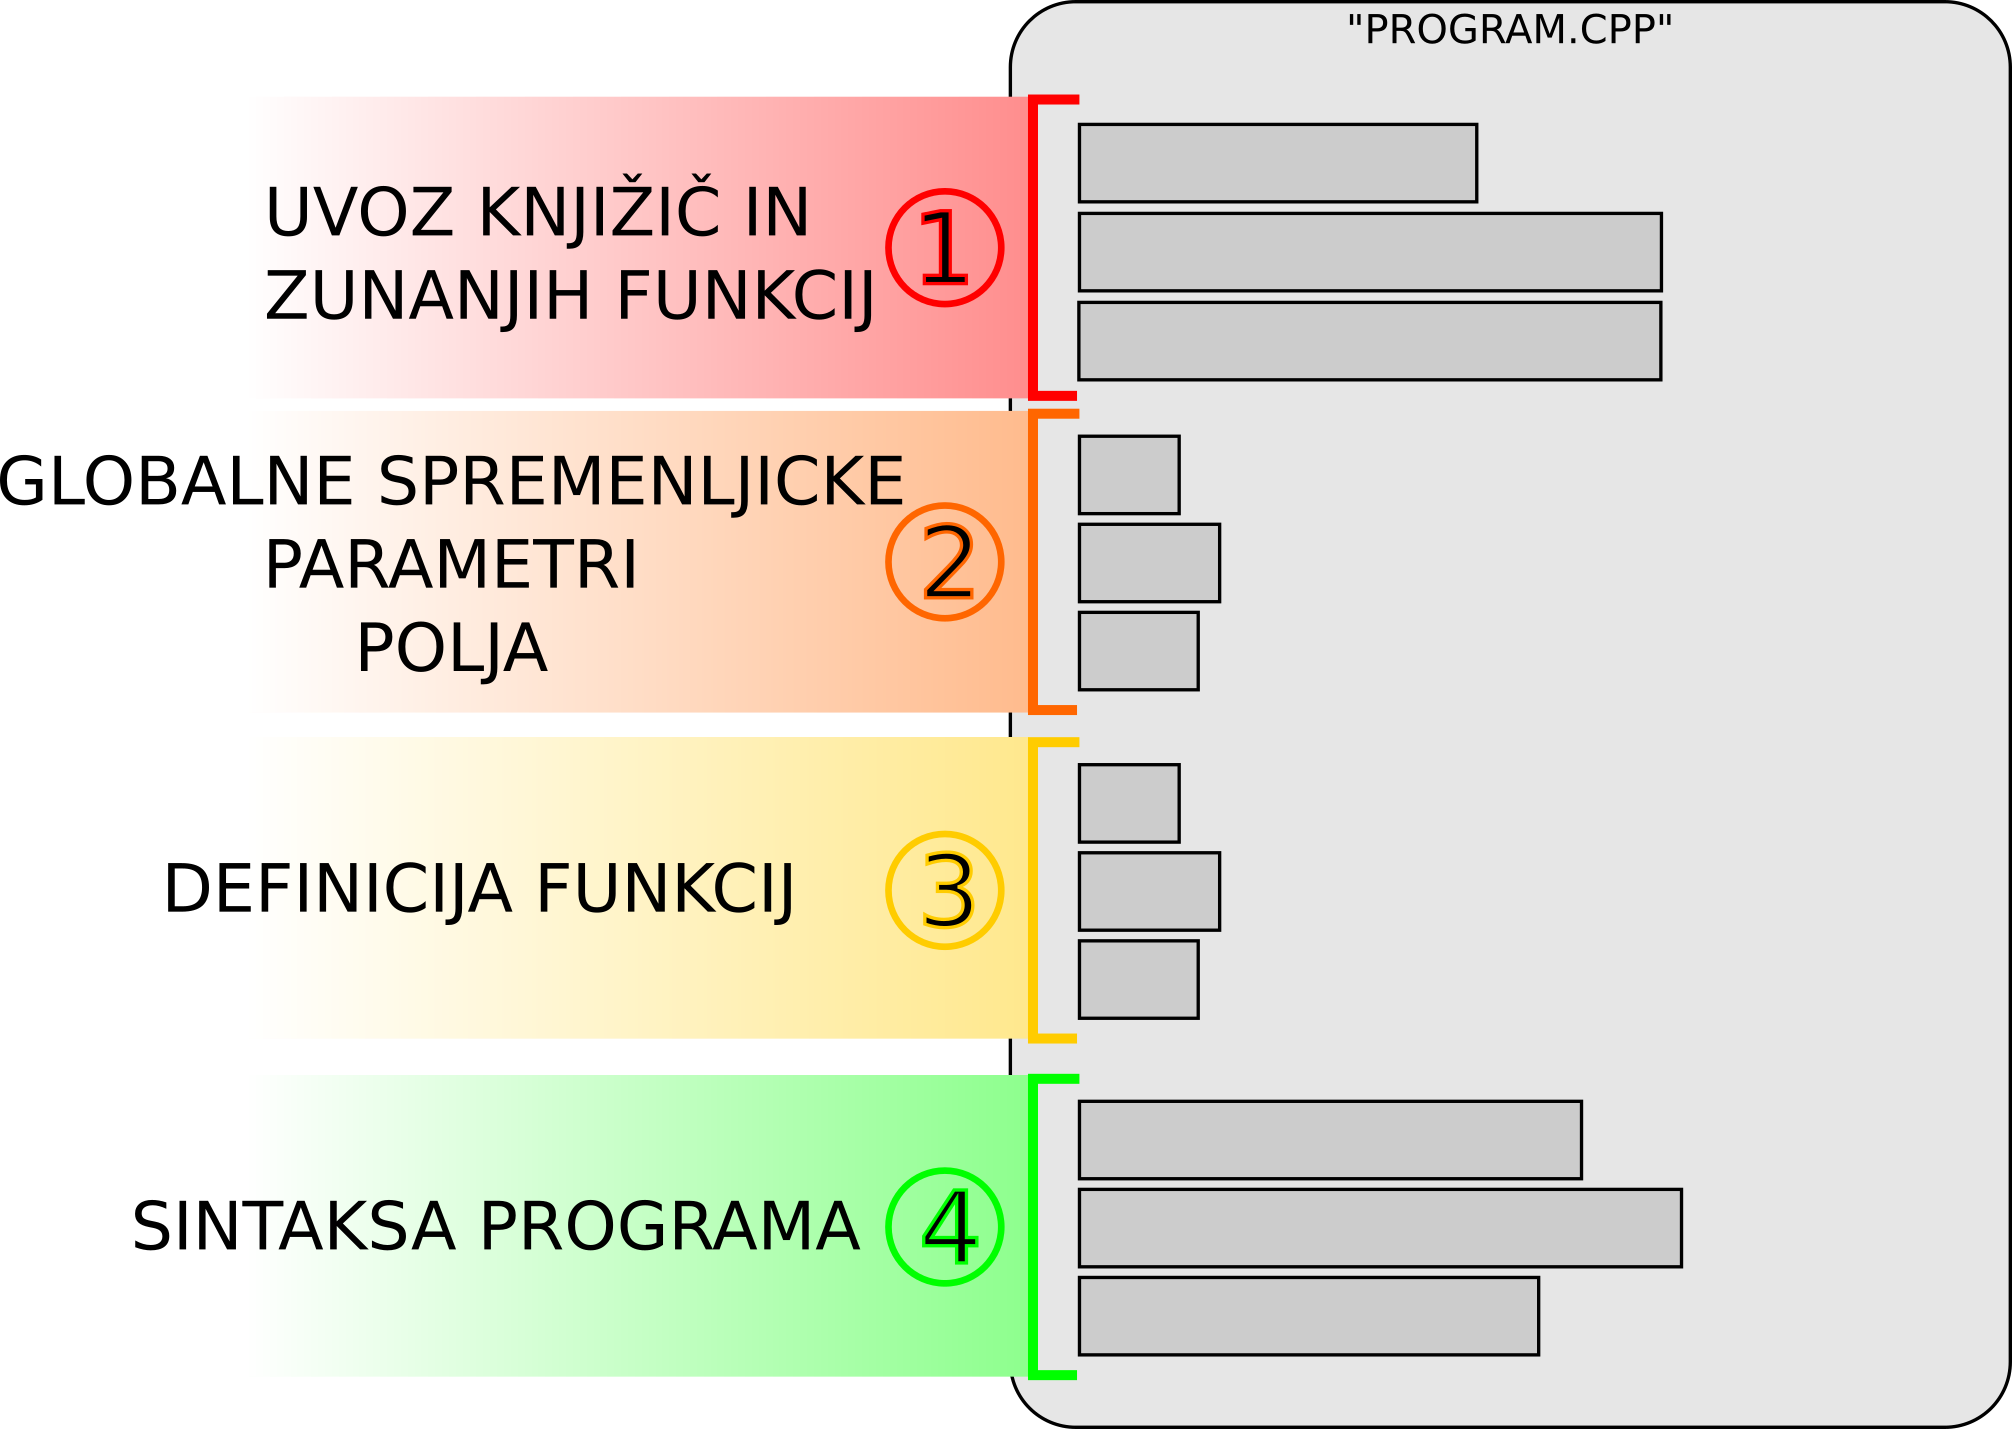 "PROGRAM.CPP"
UVOZ KNJIŽIČ IN
ZUNANJIH FUNKCIJ
1
GLOBALNE SPREMENLJICKE
PARAMETRI
POLJA
2
DEFINICIJA FUNKCIJ
3
SINTAKSA PROGRAMA
4